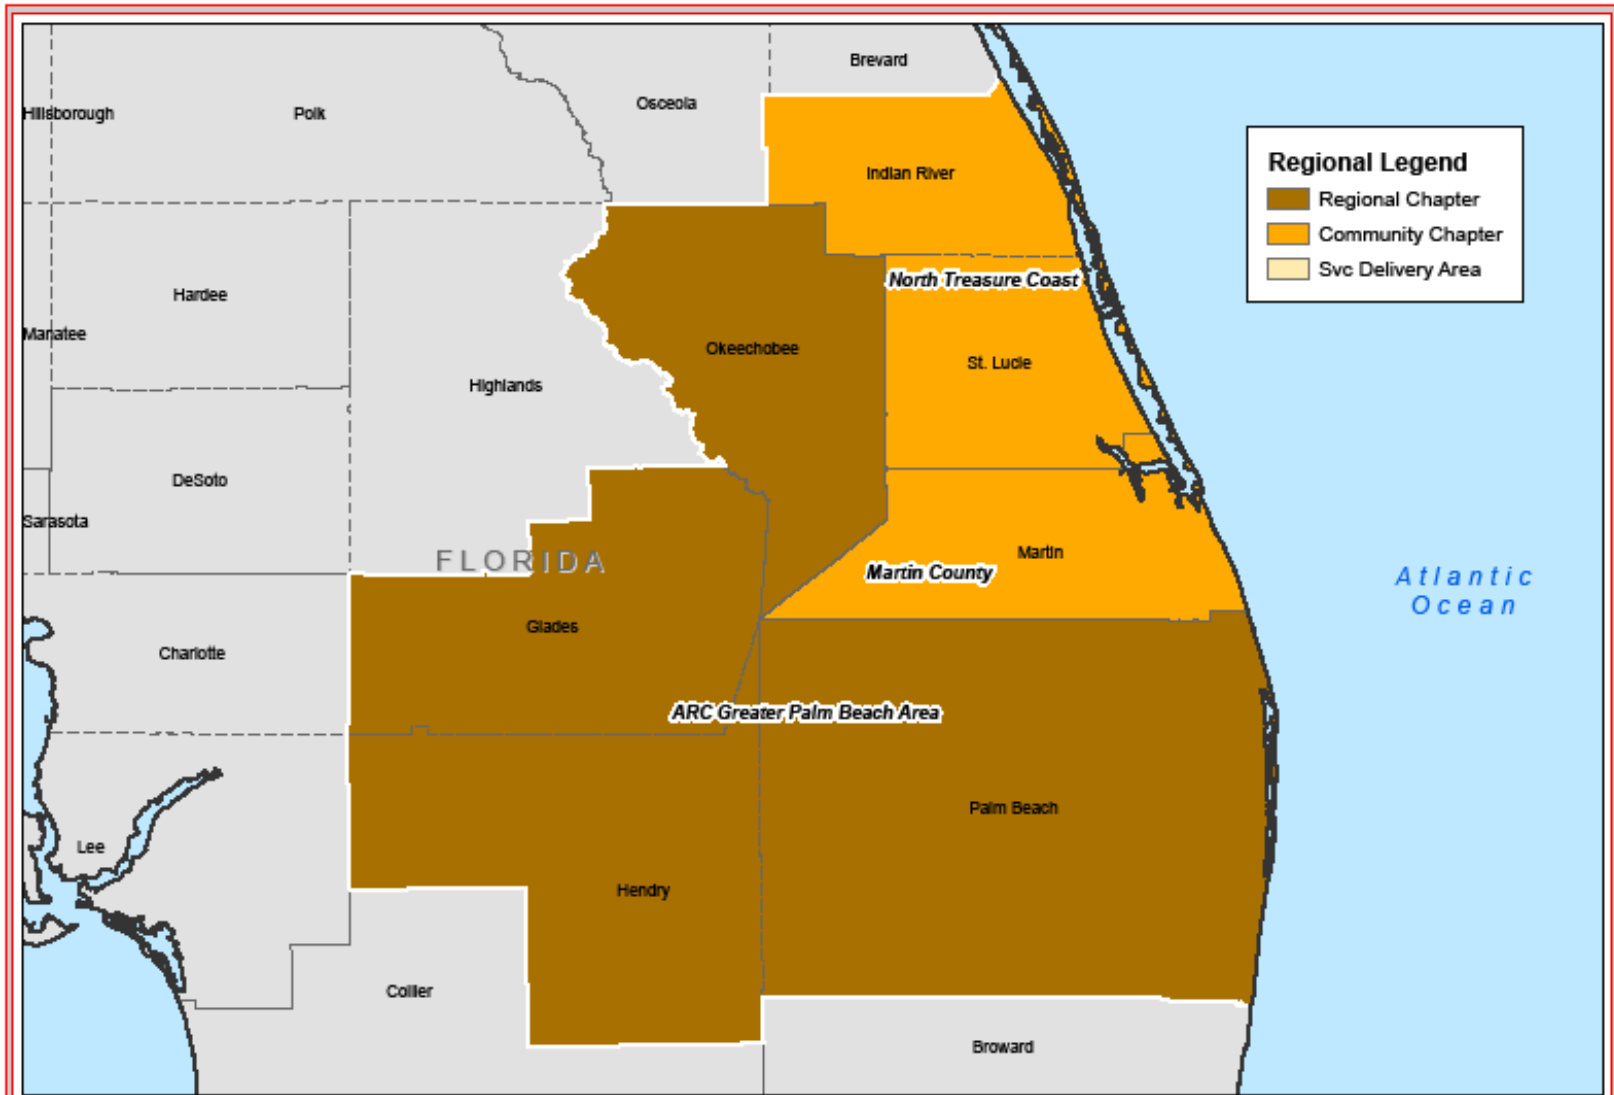 Brevard
Osceola
Hillsborough
Polk
Indian River
Regional Legend
Regional Chapter
Community Chapter
Svc Delivery Area
North Treasure Coast
Hardee
Manatee
Okeechobee
St. Lucie
Highlands
DeSoto
Sarasota
FLORIDA
Martin
Martin County
Atlantic
Ocean
Glades
Charlotte
ARC Greater Palm Beach Area
Palm Beach
Lee
Hendry
Collier
Broward